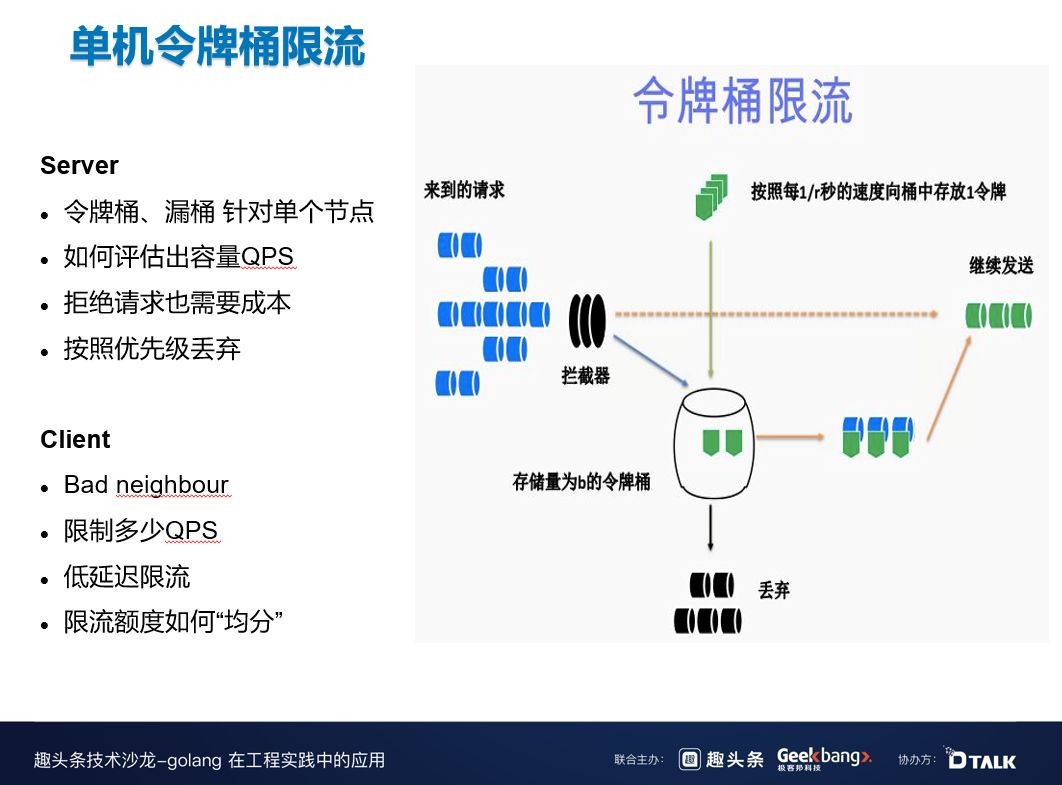 单机令牌桶限流
Server
令牌桶、漏桶 针对单个节点
如何评估出容量QPS
拒绝请求也需要成本
按照优先级丢弃
Client
Bad neighbour
限制多少QPS
低延迟限流
限流额度如何“均分”
令牌桶限流
来到的请求
按照每1/r秒的速度向桶中存放1令牌
继续发送
拦截器
存储量为b的令牌桶
丢弃
趣头条技术沙龙-golang 在工程实践中的应用
联合主办：
趣
趣头条
Geekbang>.
极客邦科技
协办方：
DTALK